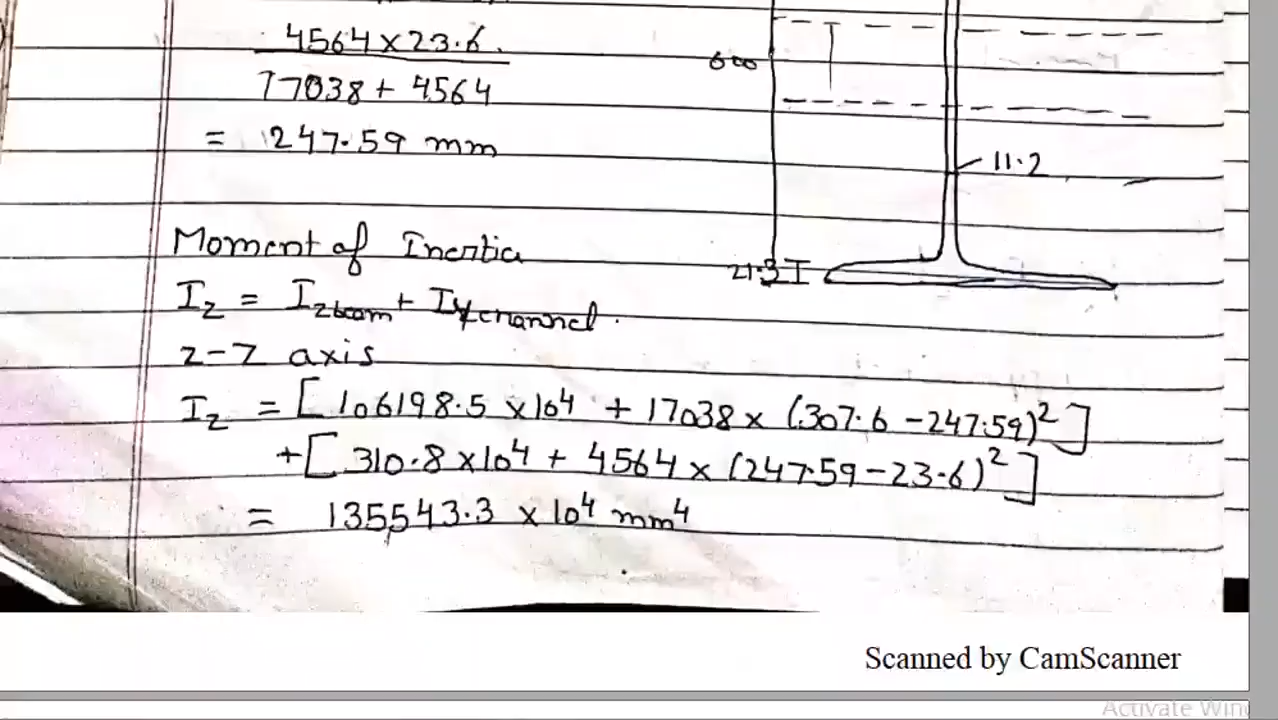 4564 x 23.6
17038 + 4564
= 247.59 mm
600
11.2
Moment of Inertia
21.3 I
Iz = Izbeam + Iychannel.
z-z axis
Iz = [106198.5 x 10⁴ + 17038 x (307.6 - 247.59)²]
+ [310.8 x 10⁴ + 4564 x (247.59 - 23.6)²]
= 135543.3 x 10⁴ mm⁴
Scanned by CamScanner